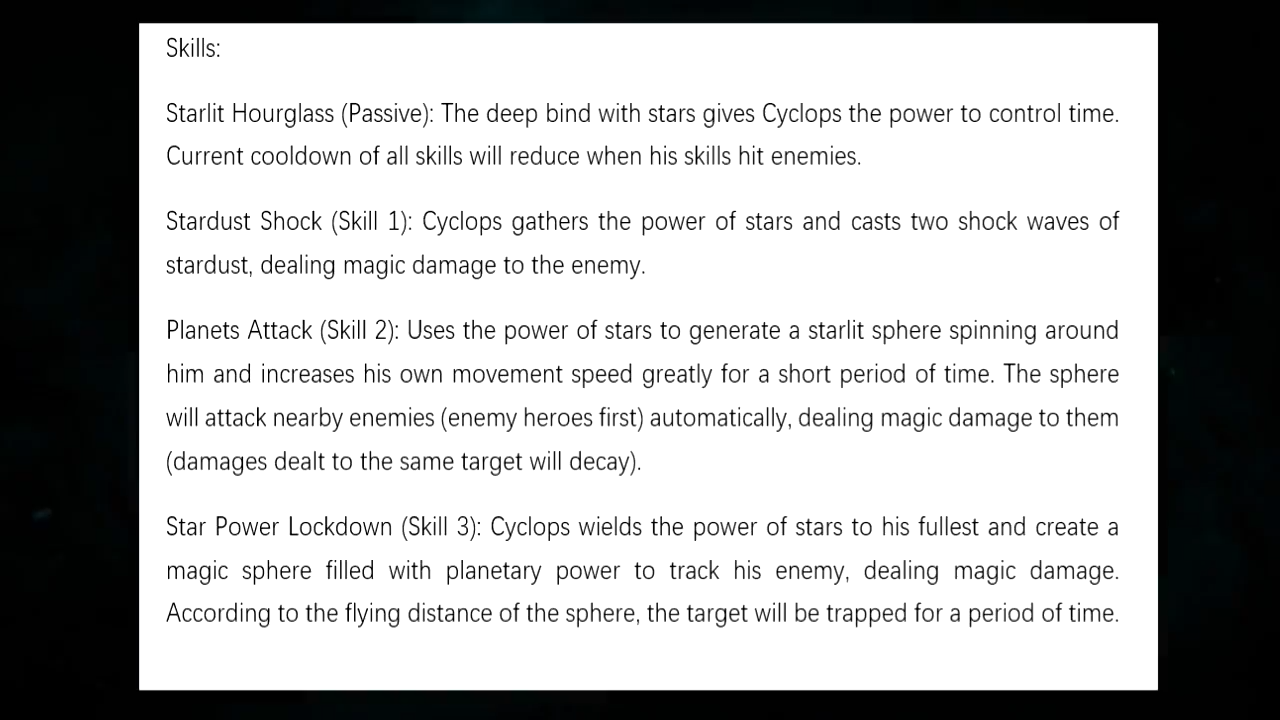 Skills:
Starlit Hourglass (Passive): The deep bind with stars gives Cyclops the power to control time.
Current cooldown of all skills will reduce when his skills hit enemies.
Stardust Shock (Skill 1): Cyclops gathers the power of stars and casts two shock waves of
stardust, dealing magic damage to the enemy.
Planets Attack (Skill 2): Uses the power of stars to generate a starlit sphere spinning around
him and increases his own movement speed greatly for a short period of time. The sphere
will attack nearby enemies (enemy heroes first) automatically, dealing magic damage to them
(damages dealt to the same target will decay).
Star Power Lockdown (Skill 3): Cyclops wields the power of stars to his fullest and create a
magic sphere filled with planetary power to track his enemy, dealing magic damage.
According to the flying distance of the sphere, the target will be trapped for a period of time.